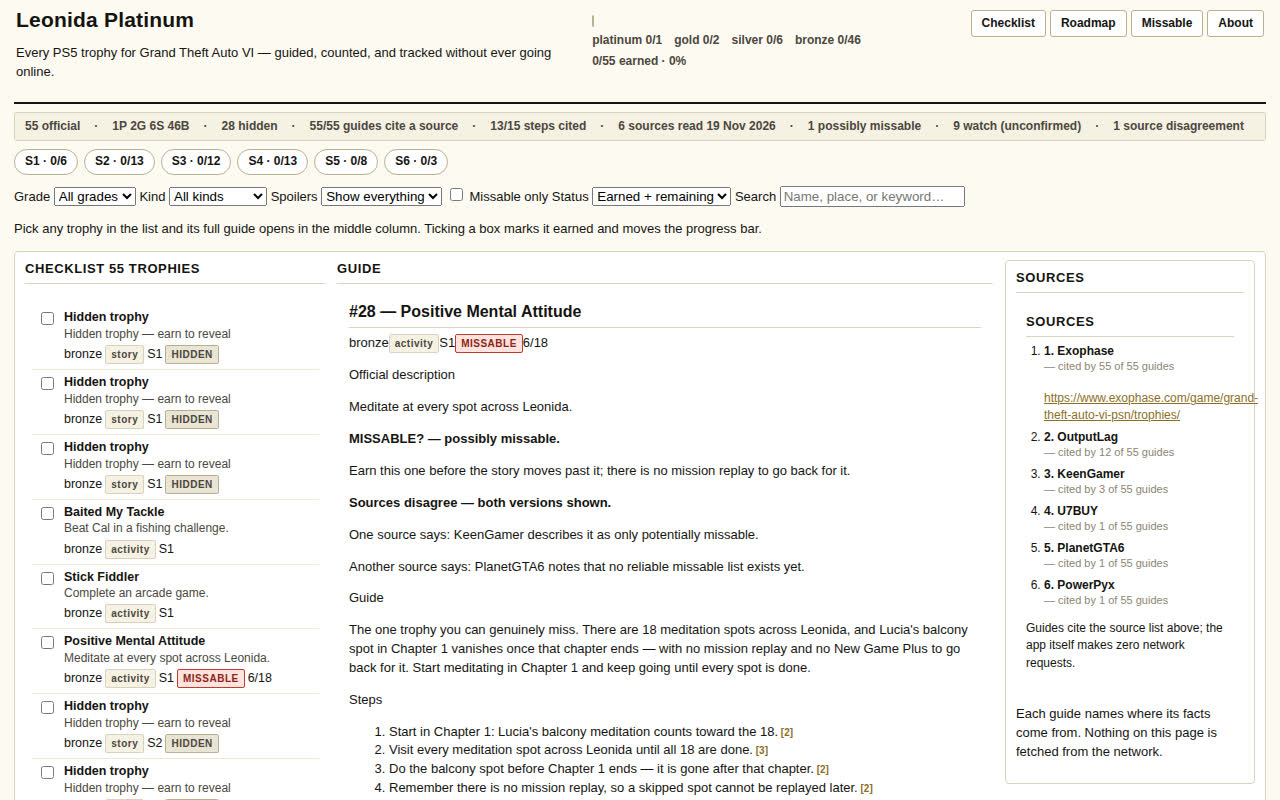 Leonida Platinum
Every PS5 trophy for Grand Theft Auto VI — guided, counted, and tracked without ever going
online.
platinum 0/1 gold 0/2 silver 0/6 bronze 0/46
0/55 earned · 0%
Checklist
Roadmap
Missable
About
55 official · 1P 2G 6S 46B · 28 hidden · 55/55 guides cite a source · 13/15 steps cited · 6 sources read 19 Nov 2026 · 1 possibly missable · 9 watch (unconfirmed) · 1 source disagreement
S1 · 0/6
S2 · 0/13
S3 · 0/12
S4 · 0/13
S5 · 0/8
S6 · 0/3
Grade All grades Kind All kinds Spoilers Show everything Missable only Status Earned + remaining Search Name, place, or keyword…
Pick any trophy in the list and its full guide opens in the middle column. Ticking a box marks it earned and moves the progress bar.
CHECKLIST 55 TROPHIES
Hidden trophy
Hidden trophy — earn to reveal
bronze story S1 HIDDEN
Hidden trophy
Hidden trophy — earn to reveal
bronze story S1 HIDDEN
Hidden trophy
Hidden trophy — earn to reveal
bronze story S1 HIDDEN
Baited My Tackle
Beat Cal in a fishing challenge.
bronze activity S1
Stick Fiddler
Complete an arcade game.
bronze activity S1
Positive Mental Attitude
Meditate at every spot across Leonida.
bronze activity S1 MISSABLE 6/18
Hidden trophy
Hidden trophy — earn to reveal
bronze story S2 HIDDEN
Hidden trophy
Hidden trophy — earn to reveal
GUIDE
#28 — Positive Mental Attitude
bronze activity S1 MISSABLE 6/18
Official description
Meditate at every spot across Leonida.
MISSABLE? — possibly missable.
Earn this one before the story moves past it; there is no mission replay to go back for it.
Sources disagree — both versions shown.
One source says: KeenGamer describes it as only potentially missable.
Another source says: PlanetGTA6 notes that no reliable missable list exists yet.
Guide
The one trophy you can genuinely miss. There are 18 meditation spots across Leonida, and Lucia's balcony
spot in Chapter 1 vanishes once that chapter ends — with no mission replay and no New Game Plus to go
back for it. Start meditating in Chapter 1 and keep going until every spot is done.
Steps
1. Start in Chapter 1: Lucia's balcony meditation counts toward the 18. [2]
2. Visit every meditation spot across Leonida until all 18 are done. [3]
3. Do the balcony spot before Chapter 1 ends — it is gone after that chapter. [2]
4. Remember there is no mission replay, so a skipped spot cannot be replayed later. [2]
SOURCES
SOURCES
1. 1. Exophase
— cited by 55 of 55 guides
https://www.exophase.com/game/grand-
theft-auto-vi-psn/trophies/
2. 2. OutputLag
— cited by 12 of 55 guides
3. 3. KeenGamer
— cited by 3 of 55 guides
4. 4. U7BUY
— cited by 1 of 55 guides
5. 5. PlanetGTA6
— cited by 1 of 55 guides
6. 6. PowerPyx
— cited by 1 of 55 guides
Guides cite the source list above; the
app itself makes zero network
requests.
Each guide names where its facts
come from. Nothing on this page is
fetched from the network.